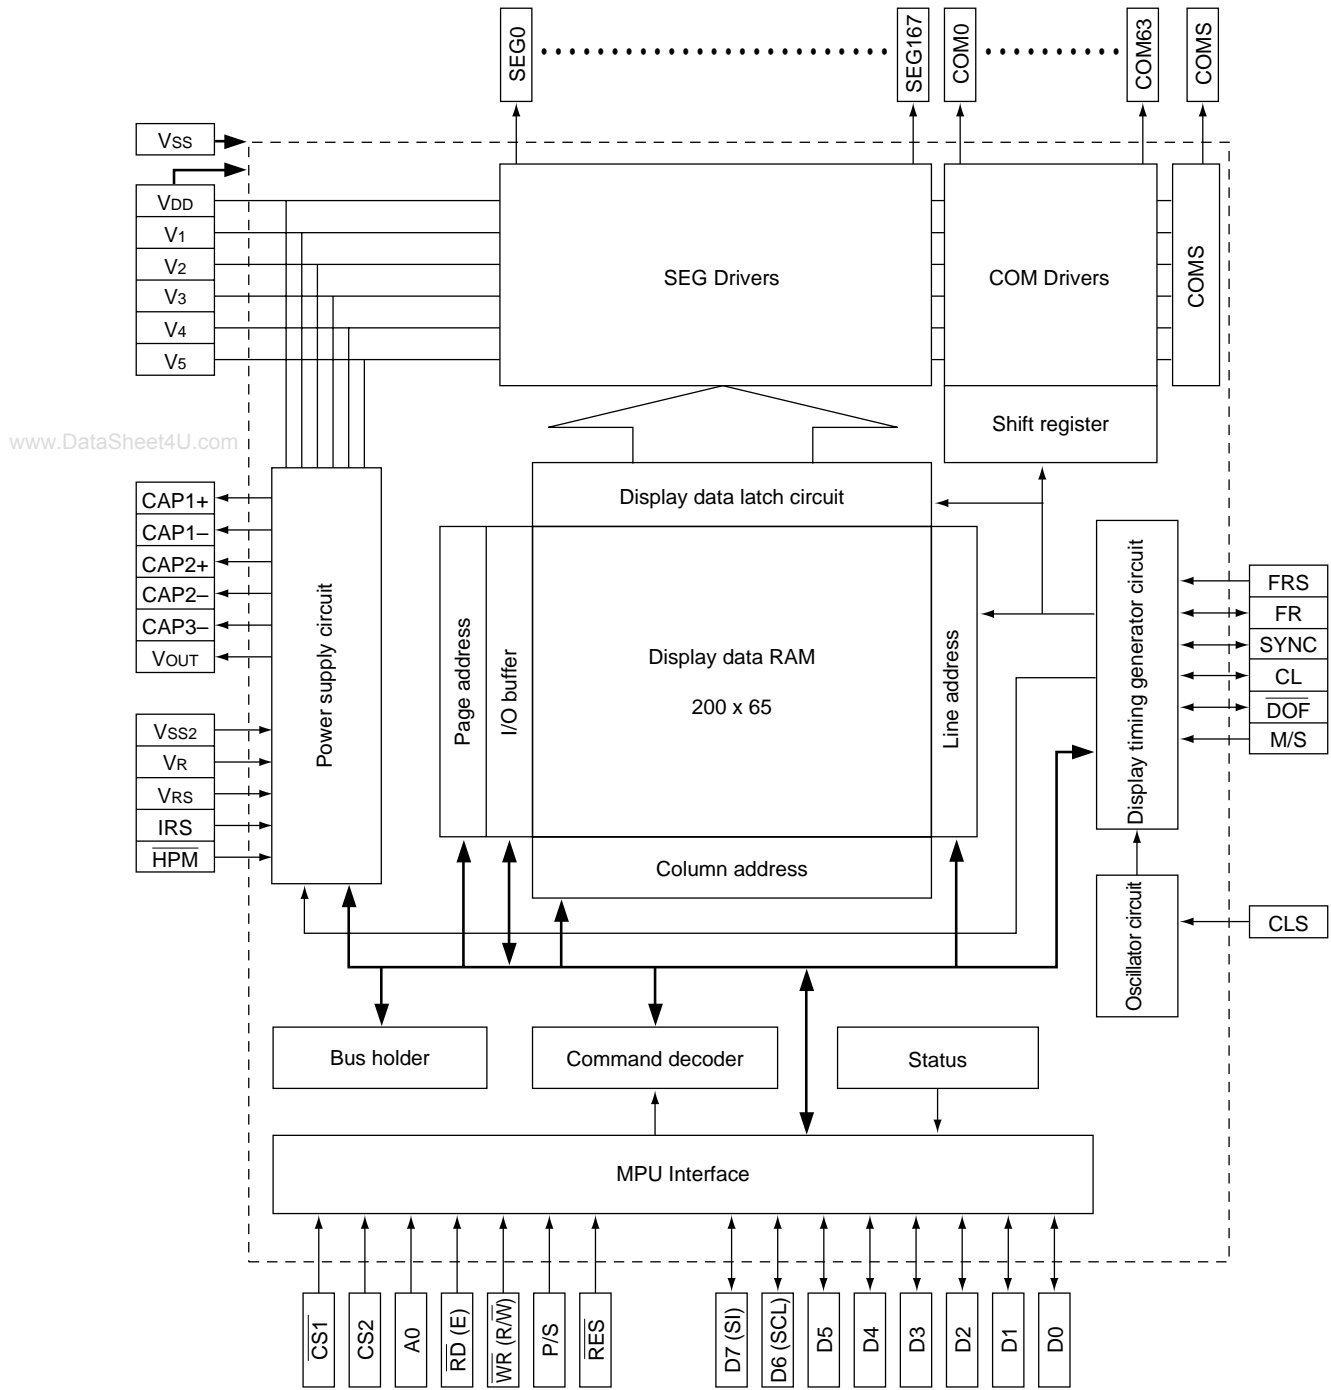 SEG0
SEG167
COM0
COM63
COMS
VSS
VDD
V1
V2
V3
V4
V5
SEG Drivers
COM Drivers
COMS
Shift register
www.DataSheet4U.com
CAP1+
CAP1–
CAP2+
CAP2–
CAP3–
VOUT
VSS2
VR
VRS
IRS
HPM
Power supply circuit
Page address
I/O buffer
Display data latch circuit
Display data RAM
200 x 65
Line address
Column address
Display timing generator circuit
FRS
FR
SYNC
CL
DOF
M/S
Oscillator circuit
CLS
Bus holder
Command decoder
Status
MPU Interface
CS1
CS2
A0
RD (E)
WR (R/W)
P/S
RES
D7 (SI)
D6 (SCL)
D5
D4
D3
D2
D1
D0